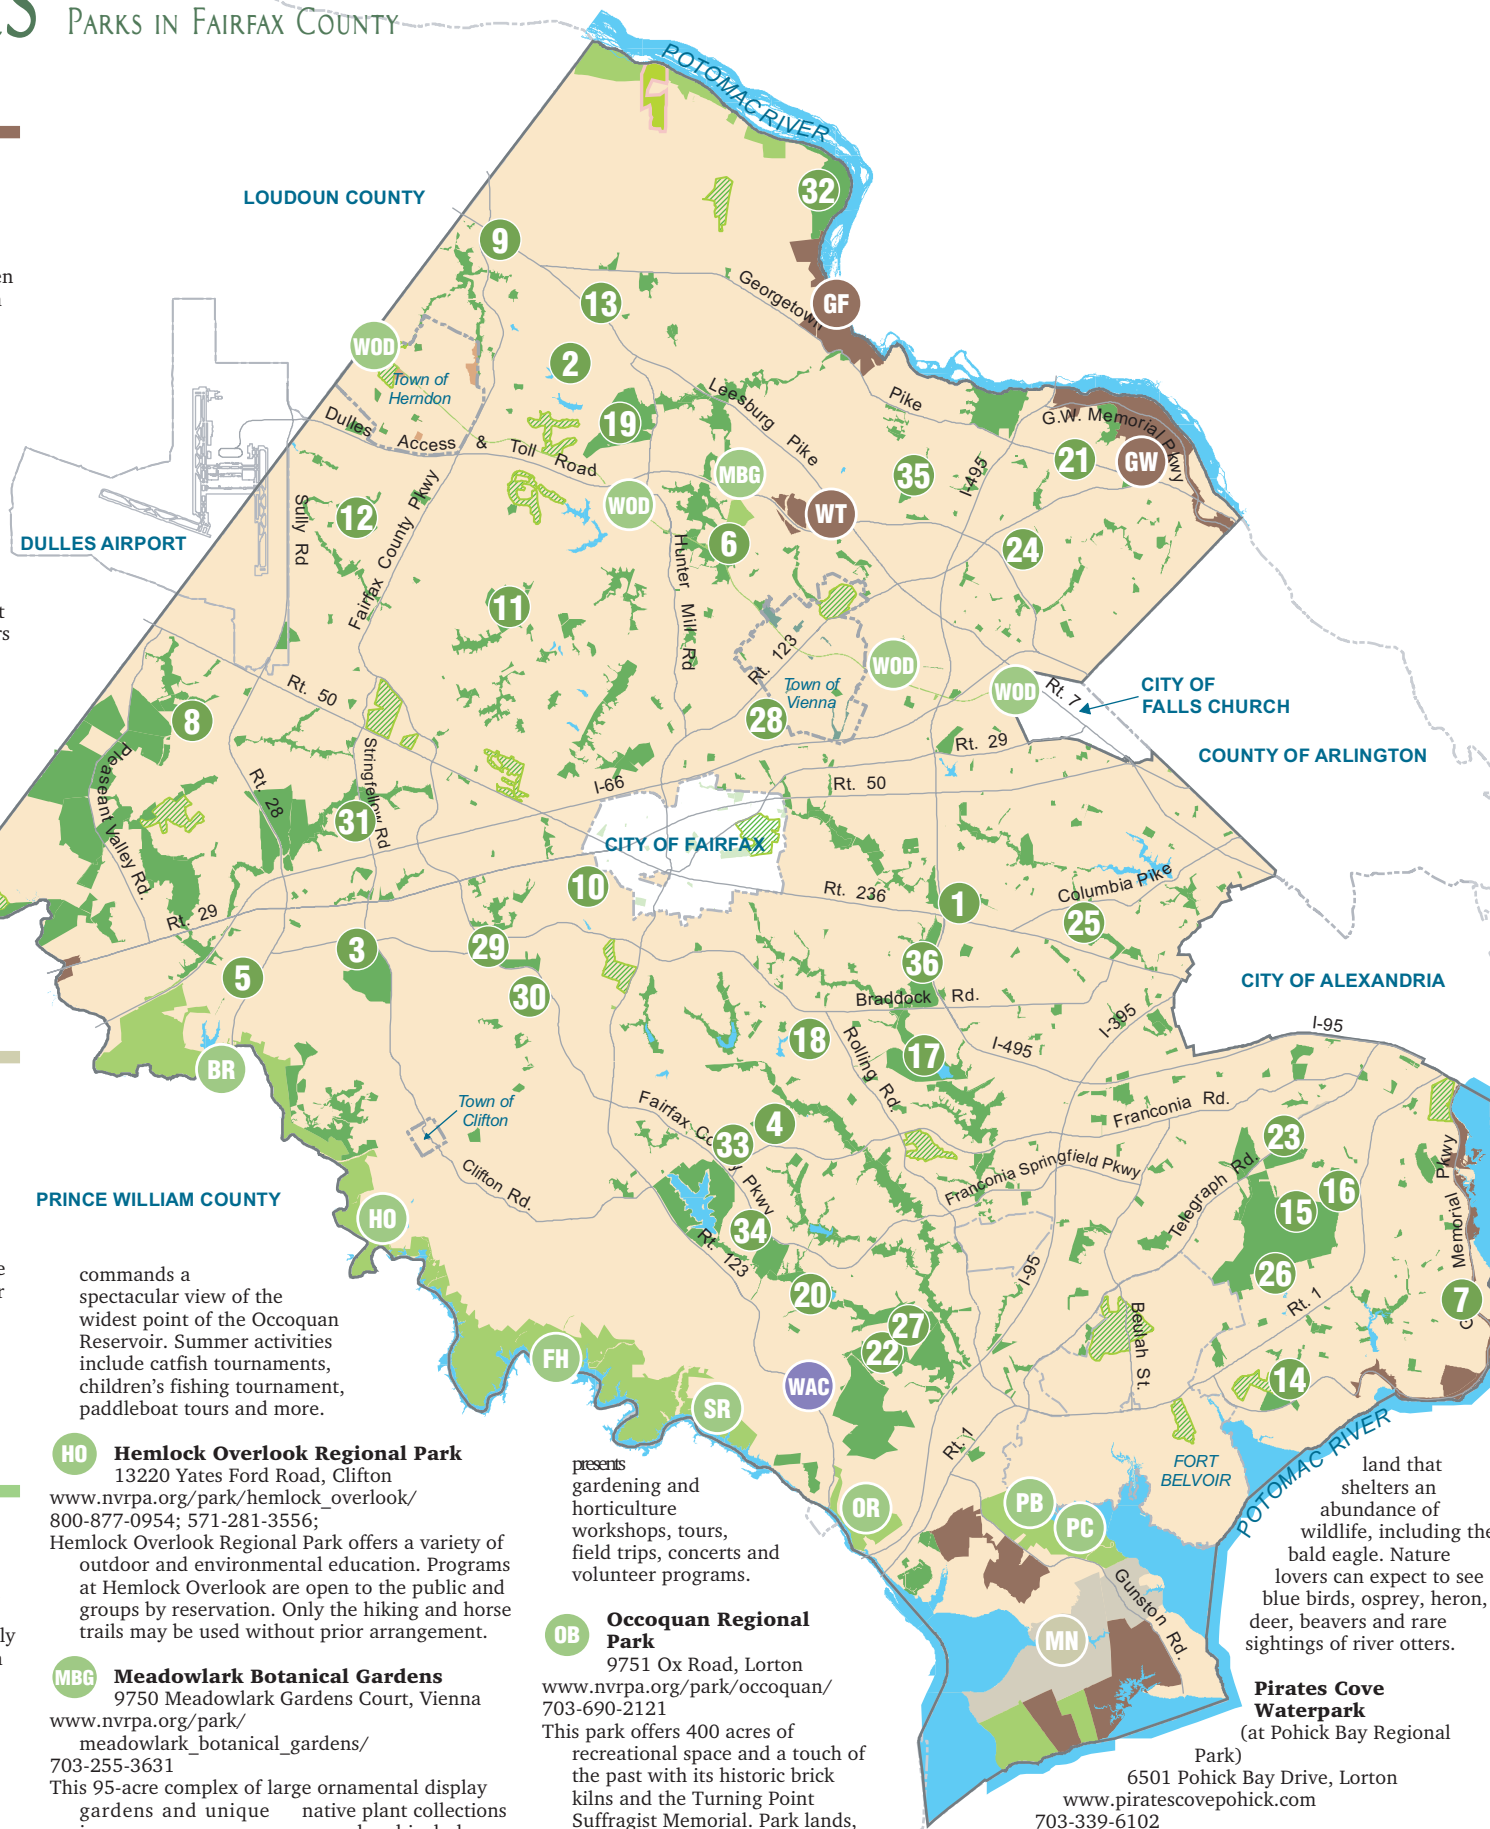 S PARKS IN FAIRFAX COUNTY
POTOMAC RIVER
LOUDOUN COUNTY
32
9
en
13
Georgetown
GF
WOD
2
Town of
Herndon
Leesburg
Pike
Pike
G.W. Memorial Pkwy
19
Dulles
Access & Toll Road
MBG
35
I-495
21
GW
WOD
WT
12
Sully Rd
Fairfax County Pkwy
DULLES AIRPORT
6
Hunter Mill Rd
24
11
t
rs
Rt. 123
WOD
Town of
Vienna
WOD
Rt. 7
CITY OF
FALLS CHURCH
Rt. 50
8
28
Rt. 29
COUNTY OF ARLINGTON
Pleaseant Valley Rd.
Rt. 28
Stringfellow Rd
I-66
Rt. 50
31
CITY OF FAIRFAX
10
Rt. 236
1
Columbia Pike
25
Rt. 29
3
29
36
5
30
Braddock Rd.
CITY OF ALEXANDRIA
I-395
I-95
18
Rolling Rd.
17
I-495
BR
Town of
Clifton
Fairfax Co y Pkwy
4
33
Franconia Rd.
23
Franconia Springfield Pkwy
Telegraph Rd.
Memorial Pkwy
PRINCE WILLIAM COUNTY
Clifton Rd.
HO
16
15
34
Rt. 123
26
I-95
20
Rt. 1
7
G
27
22
Beulah St.
FH
WAC
14
SR
e
r
commands a
spectacular view of the
widest point of the Occoquan
Reservoir. Summer activities
include catfish tournaments,
children's fishing tournament,
paddleboat tours and more.
Rt.1
FORT
BELVOIR
POTOMAC RIVER
OR
PB
PC
Gunston Rd.
MN
HO Hemlock Overlook Regional Park
13220 Yates Ford Road, Clifton
www.nvrpa.org/park/hemlock_overlook/
800-877-0954; 571-281-3556;
Hemlock Overlook Regional Park offers a variety of
outdoor and environmental education. Programs
at Hemlock Overlook are open to the public and
groups by reservation. Only the hiking and horse
trails may be used without prior arrangement.
ly
MBG Meadowlark Botanical Gardens
9750 Meadowlark Gardens Court, Vienna
www.nvrpa.org/park/
meadowlark_botanical_gardens/
703-255-3631
This 95-acre complex of large ornamental display
gardens and unique native plant collections
presents
gardening and
horticulture
workshops, tours,
field trips, concerts and
volunteer programs.
OB Occoquan Regional
Park
9751 Ox Road, Lorton
www.nvrpa.org/park/occoquan/
703-690-2121
This park offers 400 acres of
recreational space and a touch of
the past with its historic brick
kilns and the Turning Point
Suffragist Memorial. Park lands,
land that
shelters an
abundance of
wildlife, including the
bald eagle. Nature
lovers can expect to see
blue birds, osprey, heron,
deer, beavers and rare
sightings of river otters.
Pirates Cove
Waterpark
(at Pohick Bay Regional
Park)
6501 Pohick Bay Drive, Lorton
www.piratescovepohick.com
703-339-6102